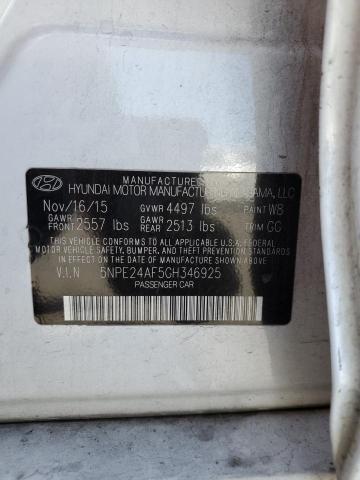 MANUFACTURED
HYUNDAI MOTOR MANUFACTURING ALABAMA, LLC
Nov/16/15 GVWR 4497 lbs PAINT W8
GAWR FRONT 2557 lbs GAWR REAR 2513 lbs TRIM GG
THIS VEHICLE CONFORMS TO ALL APPLICABLE U.S.A. FEDERAL
MOTOR VEHICLE SAFETY, BUMPER, AND THEFT PREVENTION STANDARDS
IN EFFECT ON THE DATE OF MANUFACTURE SHOWN ABOVE.
V.I.N 5NPE24AF5GH346925
PASSENGER CAR